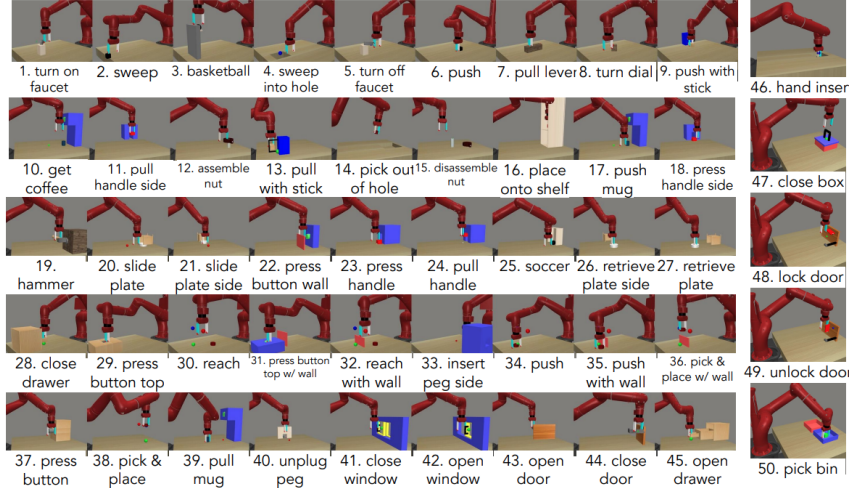 1. turn on faucet
2. sweep
3. basketball
4. sweep into hole
5. turn off faucet
6. push
7. pull lever
8. turn dial
9. push with stick
10. get coffee
11. pull handle side
12. assemble nut
13. pull with stick
14. pick out of hole
15. disassemble nut
16. place onto shelf
17. push mug
18. press handle side
19. hammer
20. slide plate
21. slide plate side
22. press button wall
23. press handle
24. pull handle
25. soccer
26. retrieve plate side
27. retrieve plate
28. close drawer
29. press button top
30. reach
31. press button top w/ wall
32. reach with wall
33. insert peg side
34. push
35. push with wall
36. pick & place w/ wall
37. press button
38. pick & place
39. pull mug
40. unplug peg
41. close window
42. open window
43. open door
44. close door
45. open drawer
46. hand inser
47. close box
48. lock door
49. unlock door
50. pick bin